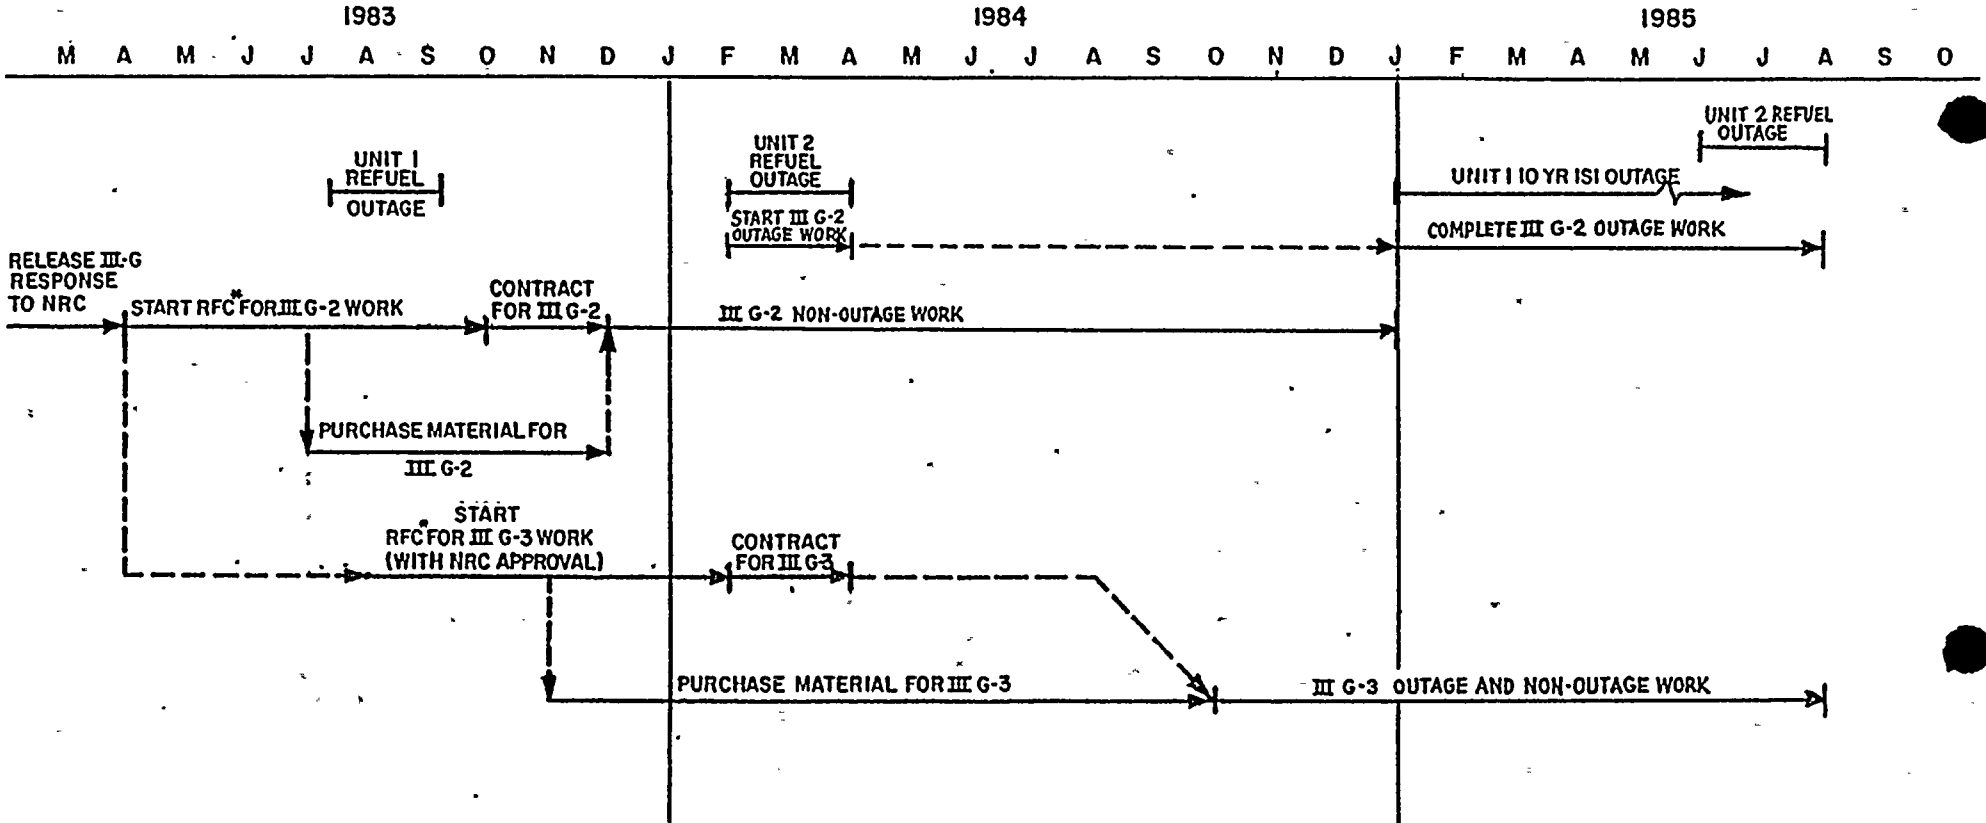 1983 1984 1985
M A M J J A S O N D J F M A M J J A S O N D J F M A M J J A S O
UNIT 2 REFUEL
OUTAGE
UNIT 1
REFUEL
OUTAGE
UNIT 2
REFUEL
OUTAGE
UNIT 1 10 YR ISI OUTAGE
START III G-2
OUTAGE WORK
COMPLETE III G-2 OUTAGE WORK
RELEASE III-G
RESPONSE
TO NRC
START RFC* FOR III G-2 WORK
CONTRACT
FOR III G-2
III G-2 NON-OUTAGE WORK
PURCHASE MATERIAL FOR
III G-2
START
RFC* FOR III G-3 WORK
(WITH NRC APPROVAL)
CONTRACT
FOR III G-3
PURCHASE MATERIAL FOR III G-3
III G-3 OUTAGE AND NON-OUTAGE WORK